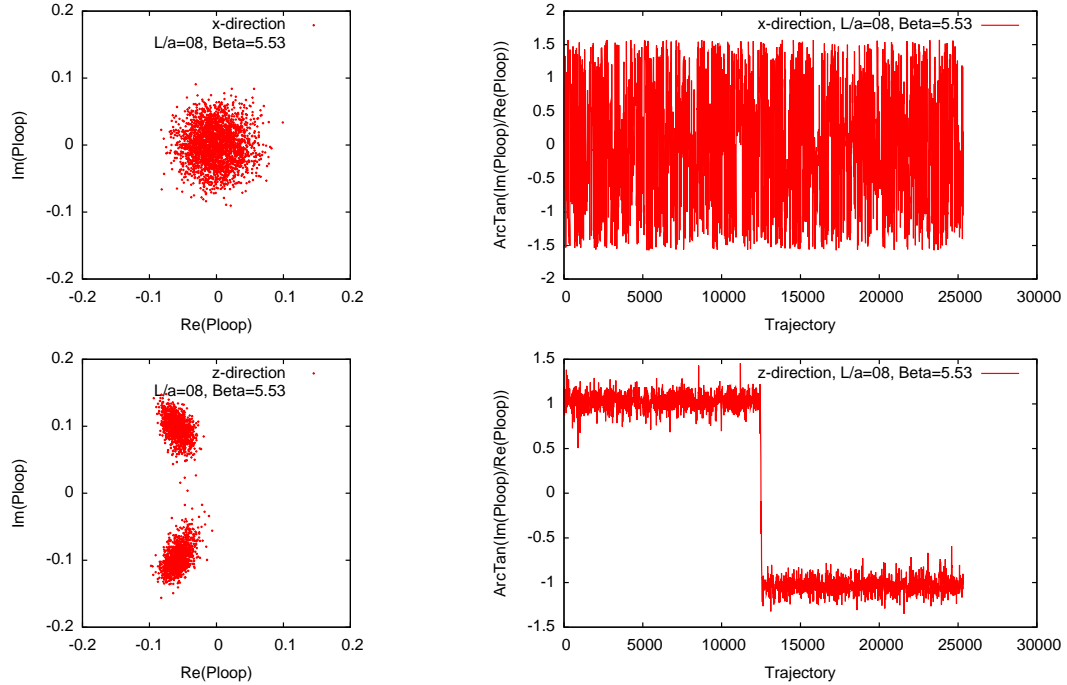 x-direction
L/a=08, Beta=5.53
0.2
0.1
0
-0.1
-0.2
-0.2 -0.1 0 0.1 0.2
Im(Ploop)
Re(Ploop)
x-direction, L/a=08, Beta=5.53
2
1.5
1
0.5
0
-0.5
-1
-1.5
-2
0 5000 10000 15000 20000 25000 30000
ArcTan(Im(Ploop)/Re(Ploop))
Trajectory
z-direction
L/a=08, Beta=5.53
0.2
0.1
0
-0.1
-0.2
-0.2 -0.1 0 0.1 0.2
Im(Ploop)
Re(Ploop)
z-direction, L/a=08, Beta=5.53
1.5
1
0.5
0
-0.5
-1
-1.5
0 5000 10000 15000 20000 25000 30000
ArcTan(Im(Ploop)/Re(Ploop))
Trajectory